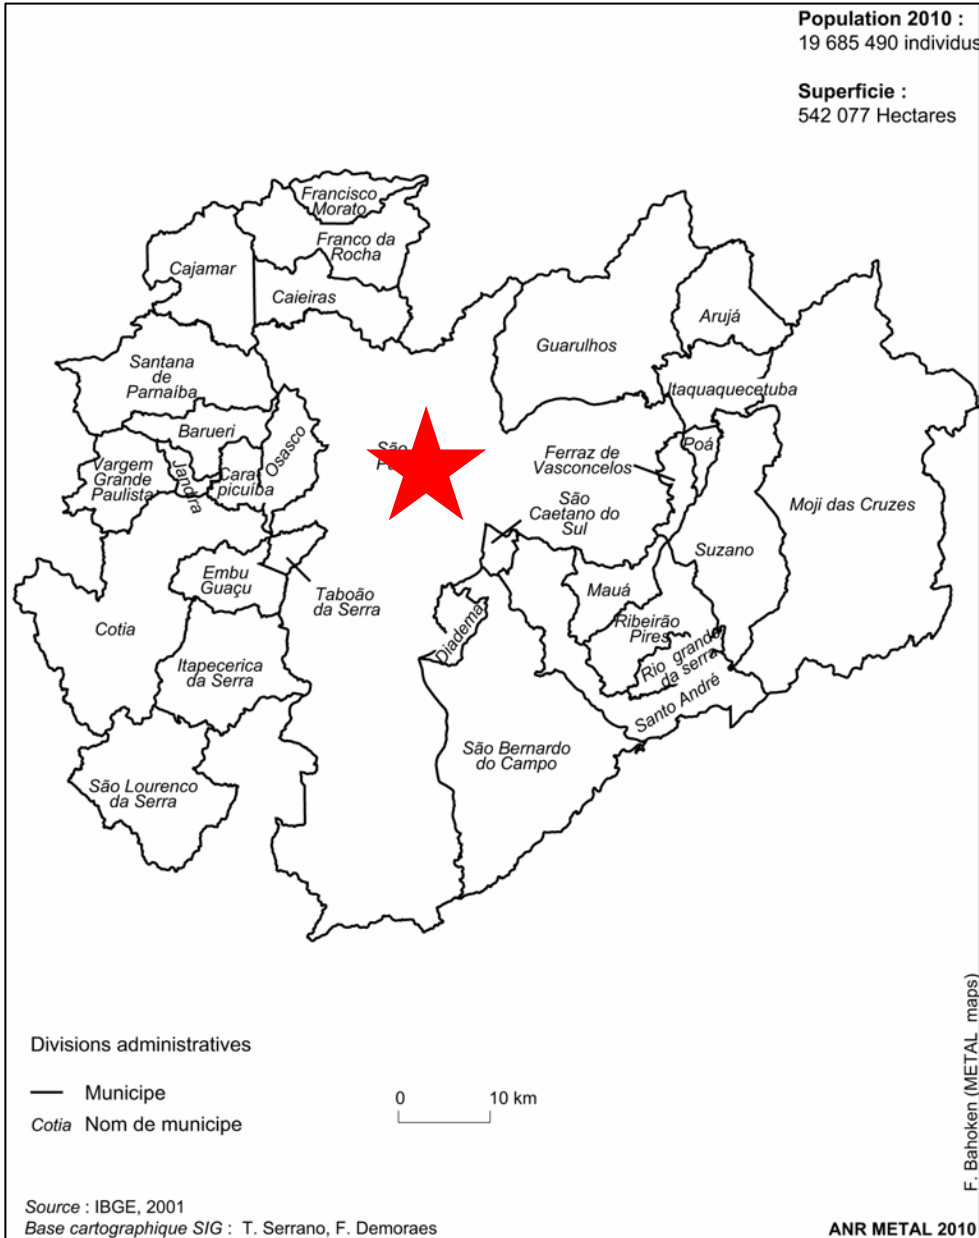 Population 2010 :
19 685 490 individus
Superficie :
542 077 Hectares
Francisco
Morato
Franco da
Rocha
Cajamar
Caieiras
Arujá
Guarulhos
Santana
de
Parnaíba
Itaquaquecetuba
Barueri
Osasco
São
Ferraz de
Vasconcelos
Poá
Vargem
Grande
Paulista
Jandira
Cara-
picuíba
São
Caetano do
Sul
Moji das Cruzes
Suzano
Embu
Guaçu
Taboão
da Serra
Mauá
Cotia
Diadema
Ribeirão
Pires
Itapecerica
da Serra
Rio grande
da serra
Santo André
São Bernardo
do Campo
São Lourenco
da Serra
Divisions administratives
Municipe
Cotia Nom de municipe
0 10 km
F. Bahoken (METAL maps)
Source : IBGE, 2001
Base cartographique SIG : T. Serrano, F. Demoraes
ANR METAL 2010